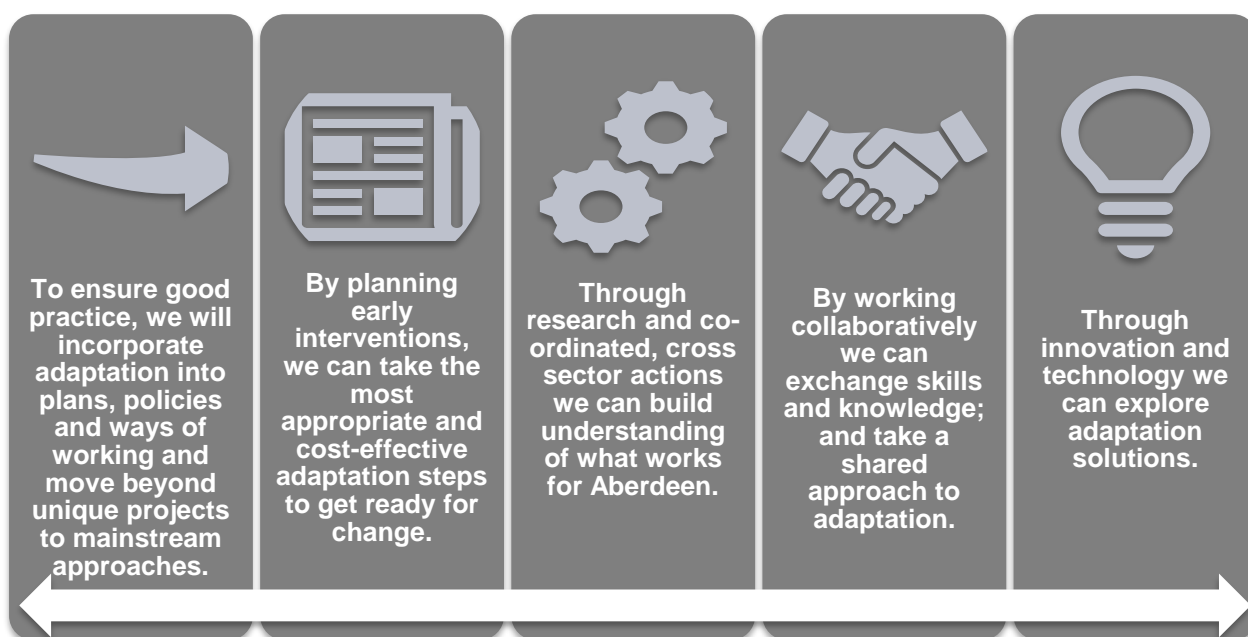 To ensure good
practice, we will
incorporate
adaptation into
plans, policies
and ways of
working and
move beyond
unique projects
to mainstream
approaches.
By planning
early
interventions,
we can take the
most
appropriate and
cost-effective
adaptation steps
to get ready for
change.
Through
research and co-
ordinated, cross
sector actions
we can build
understanding
of what works
for Aberdeen.
By working
collaboratively
we can
exchange skills
and knowledge;
and take a
shared
approach to
adaptation.
Through
innovation and
technology we
can explore
adaptation
solutions.